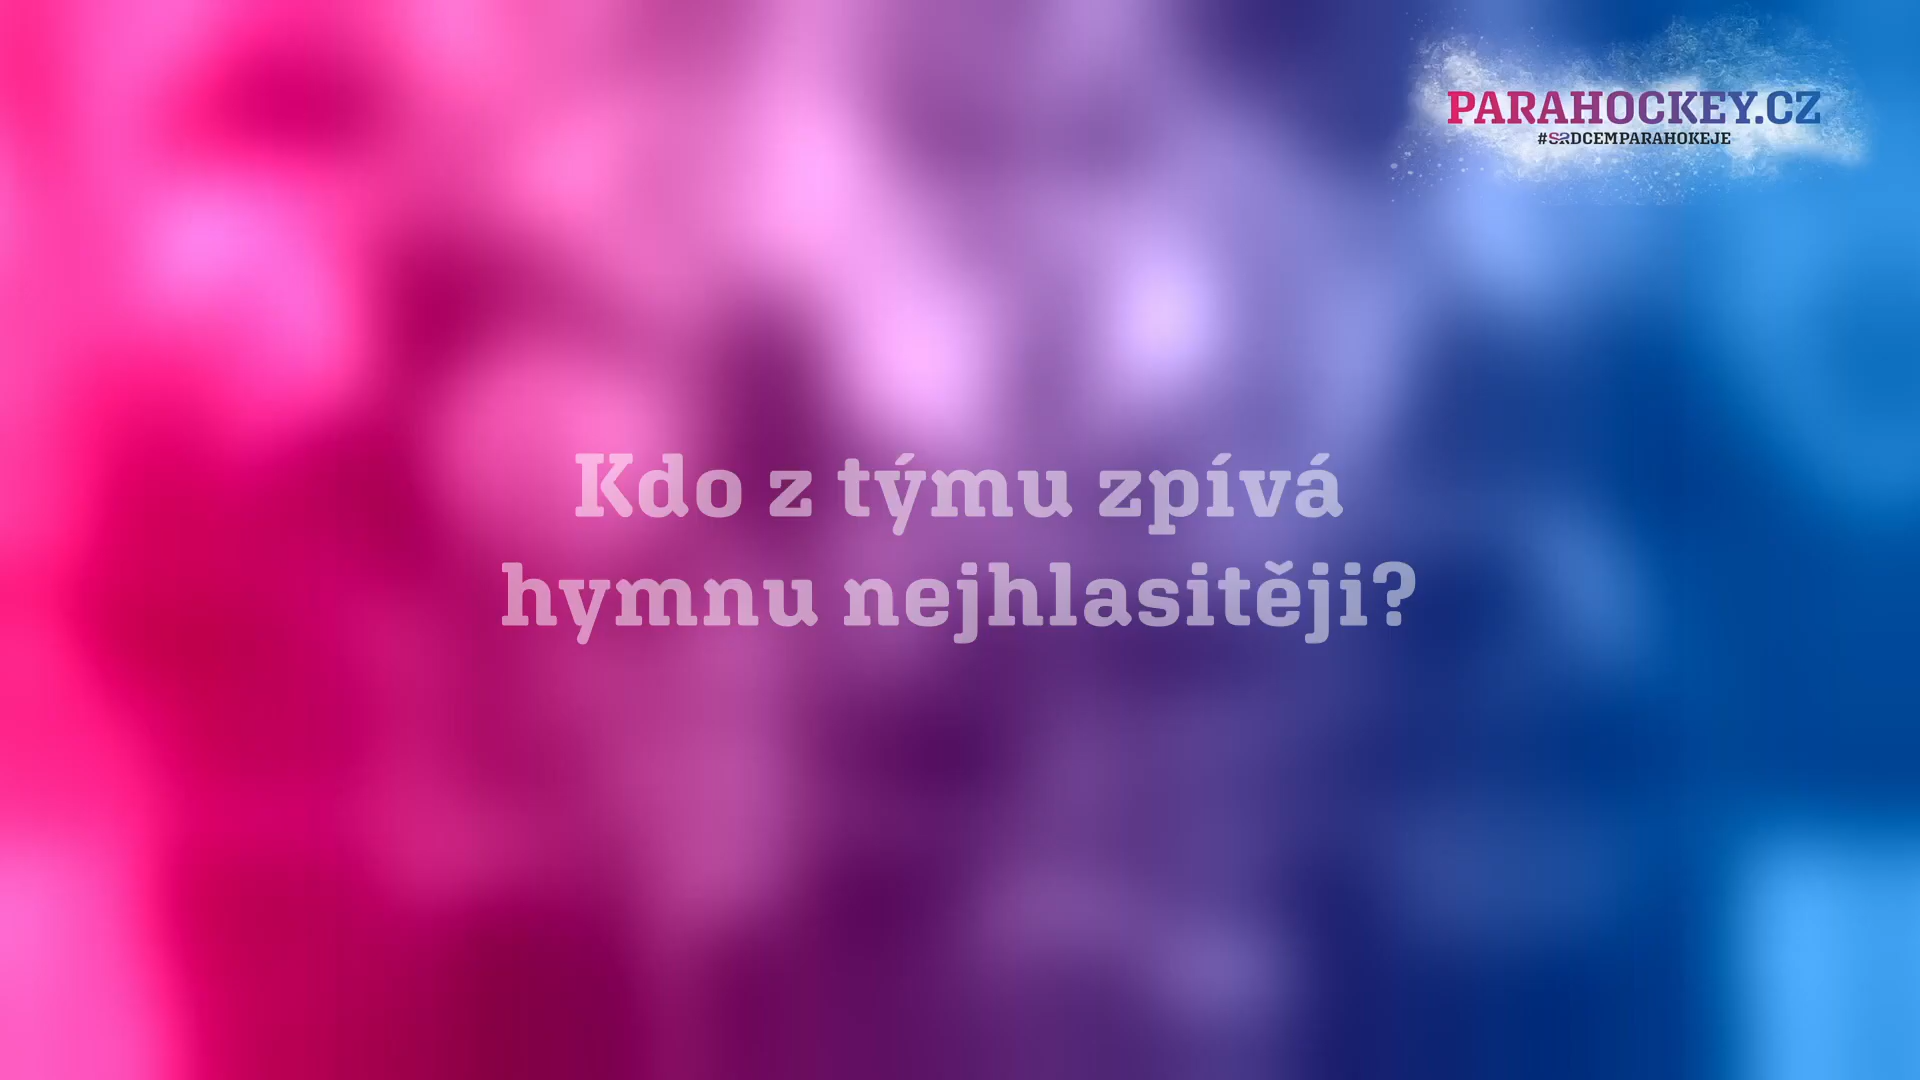 PARAHOCKEY.CZ
#SRDCEMPARAHOKEJE
Kdo z týmu zpívá
hymnu nejhlasitěji?